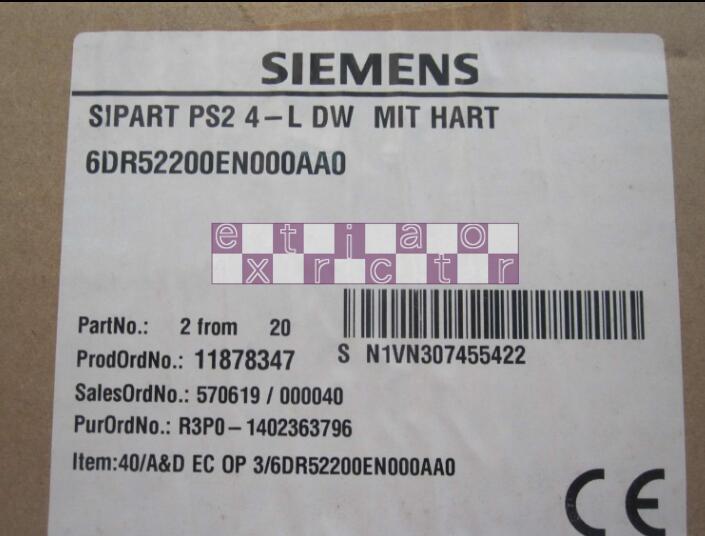 SIEMENS
SIPART PS2 4-L DW MIT HART
6DR52200EN000AA0
e t j a o
x r c t r
PartNo.: 2 from 20
S N1VN307455422
ProdOrdNo.: 11878347
SalesOrdNo.: 570619 / 000040
PurOrdNo.: R3P0-1402363796
Item:40/A&D EC OP 3/6DR52200EN000AA0
CE